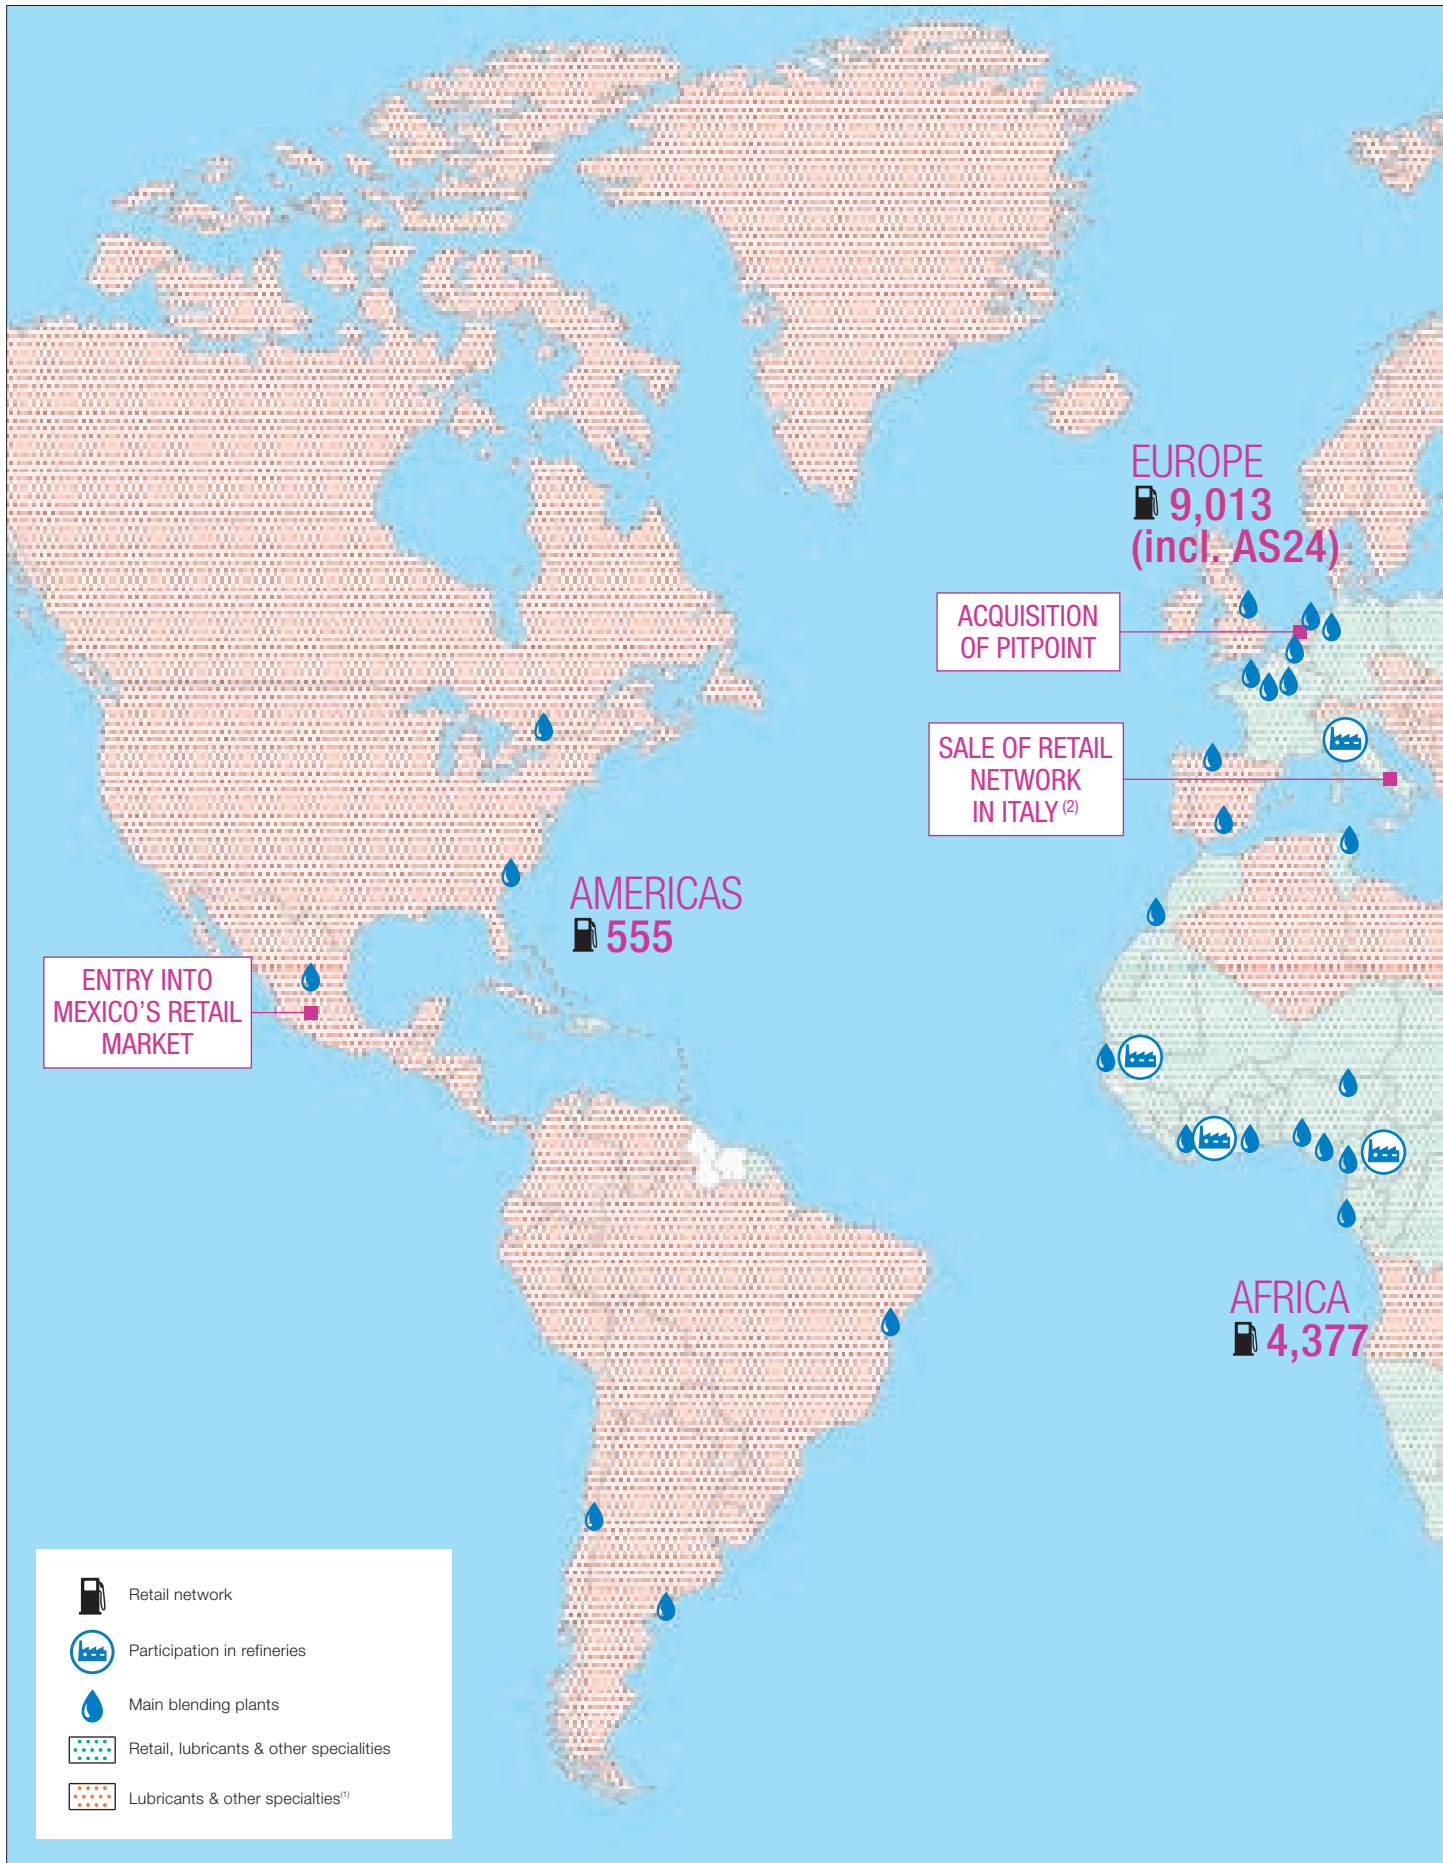 EUROPE
9,013
(incl. AS24)
ACQUISITION
OF PITPOINT
SALE OF RETAIL
NETWORK
IN ITALY (2)
AMERICAS
555
ENTRY INTO
MEXICO’S RETAIL
MARKET
AFRICA
4,377
Retail network
Participation in refineries
Main blending plants
Retail, lubricants & other specialities
Lubricants & other specialties(1)